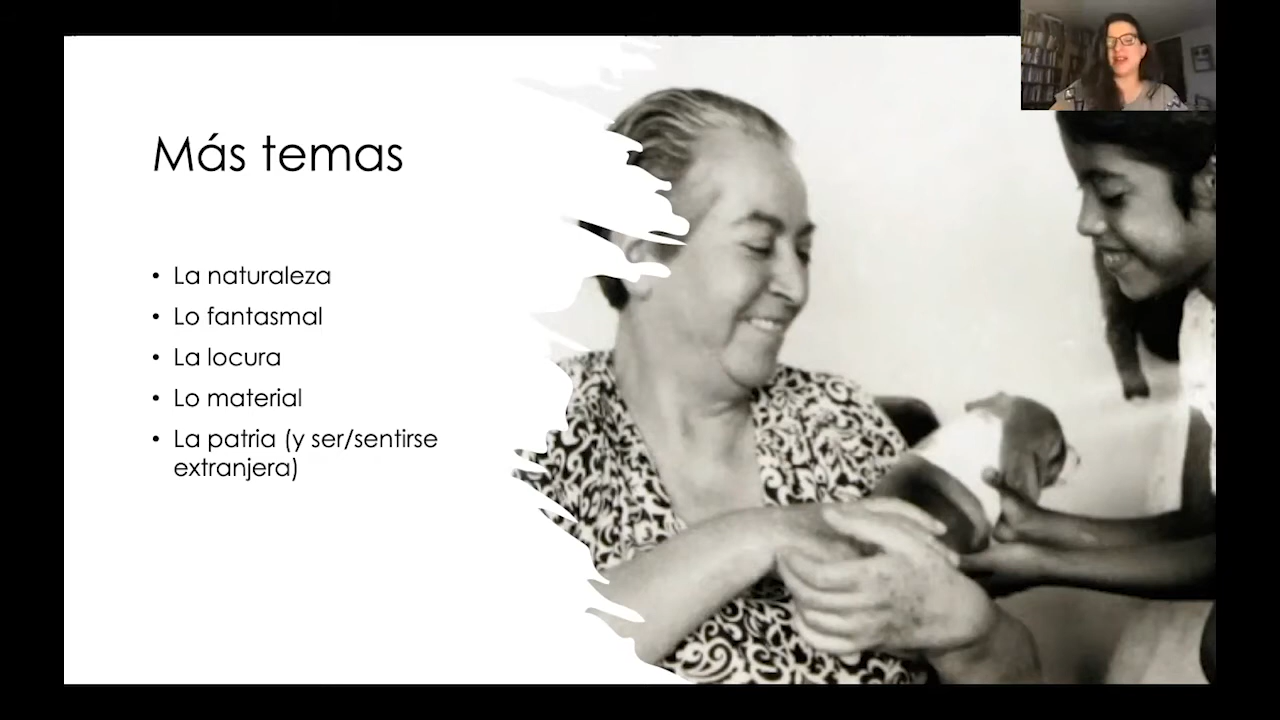 Más temas
• La naturaleza
• Lo fantasmal
• La locura
• Lo material
• La patria (y ser/sentirse
extranjera)